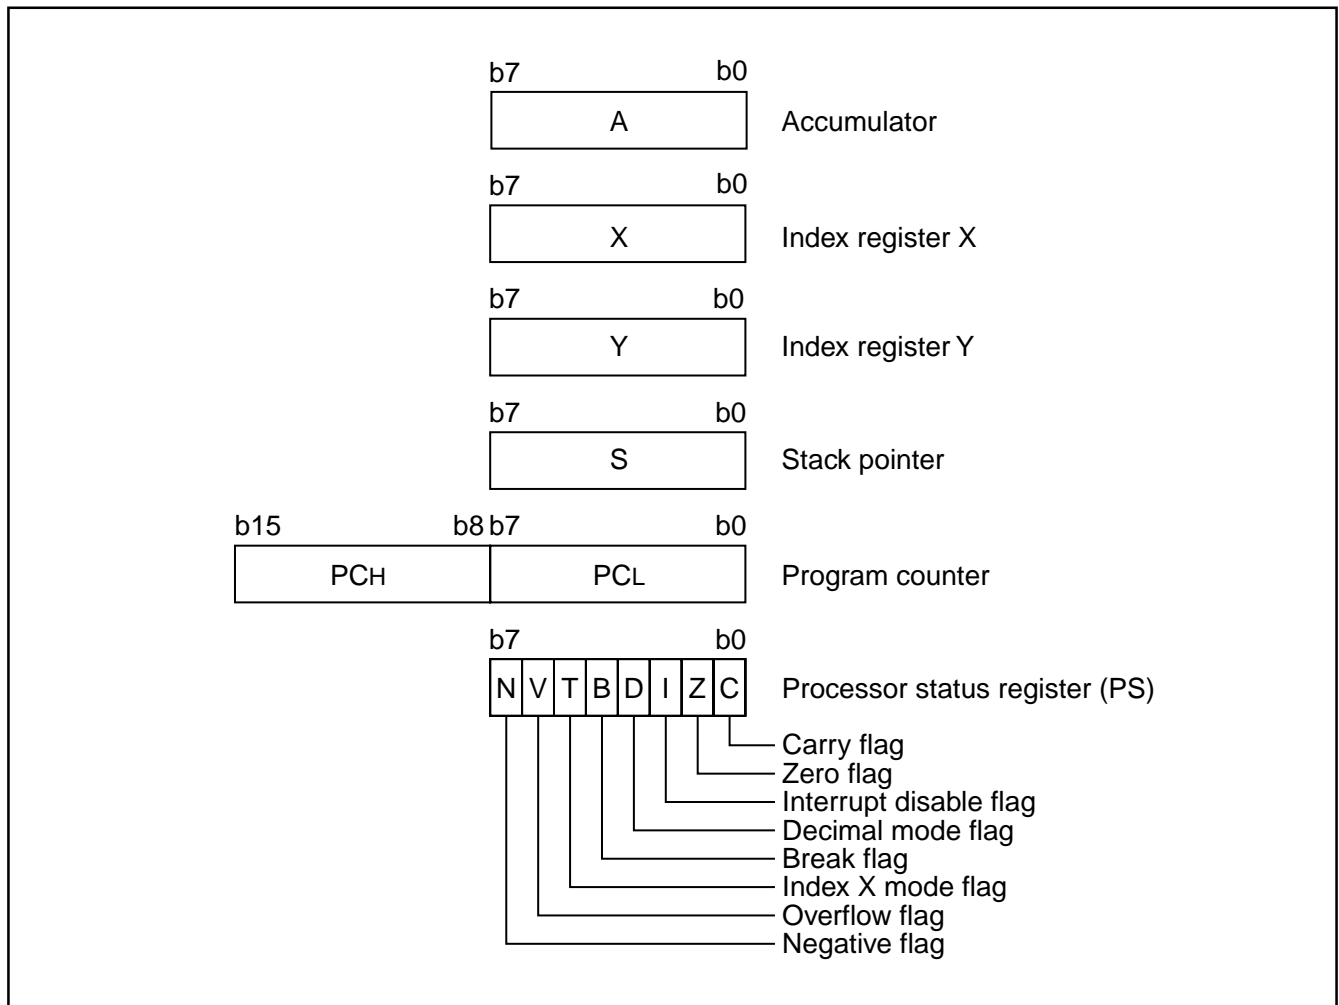 b7 b0
A Accumulator
b7 b0
X Index register X
b7 b0
Y Index register Y
b7 b0
S Stack pointer
b15 b8 b7 b0
PCH PCL Program counter
b7 b0
N V T B D I Z C Processor status register (PS)
Carry flag
Zero flag
Interrupt disable flag
Decimal mode flag
Break flag
Index X mode flag
Overflow flag
Negative flag